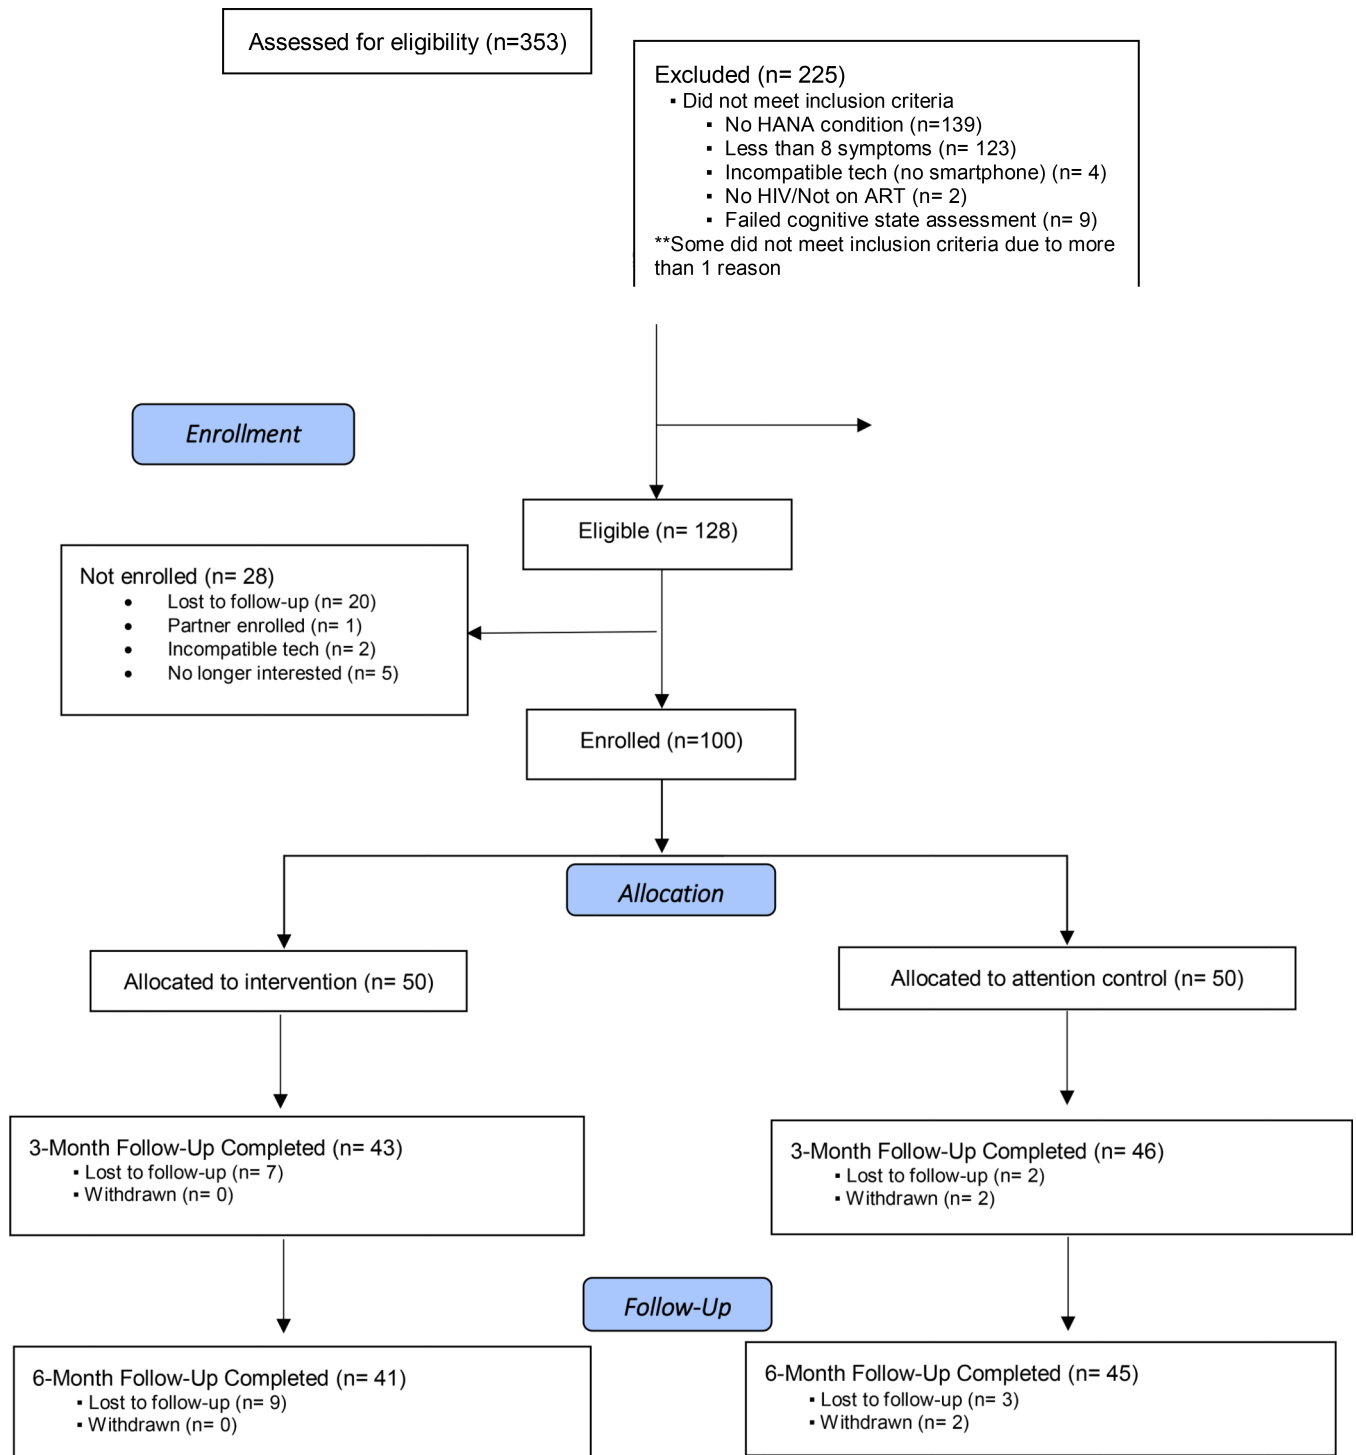 Assessed for eligibility (n=353)
Excluded (n= 225)
▪ Did not meet inclusion criteria
▪ No HANA condition (n=139)
▪ Less than 8 symptoms (n= 123)
▪ Incompatible tech (no smartphone) (n= 4)
▪ No HIV/Not on ART (n= 2)
▪ Failed cognitive state assessment (n= 9)
**Some did not meet inclusion criteria due to more
than 1 reason
Enrollment
Eligible (n= 128)
Not enrolled (n= 28)
• Lost to follow-up (n= 20)
• Partner enrolled (n= 1)
• Incompatible tech (n= 2)
• No longer interested (n= 5)
Enrolled (n=100)
Allocation
Allocated to intervention (n= 50)
Allocated to attention control (n= 50)
3-Month Follow-Up Completed (n= 43)
▪ Lost to follow-up (n= 7)
▪ Withdrawn (n= 0)
3-Month Follow-Up Completed (n= 46)
▪ Lost to follow-up (n= 2)
▪ Withdrawn (n= 2)
Follow-Up
6-Month Follow-Up Completed (n= 41)
▪ Lost to follow-up (n= 9)
▪ Withdrawn (n= 0)
6-Month Follow-Up Completed (n= 45)
▪ Lost to follow-up (n= 3)
▪ Withdrawn (n= 2)